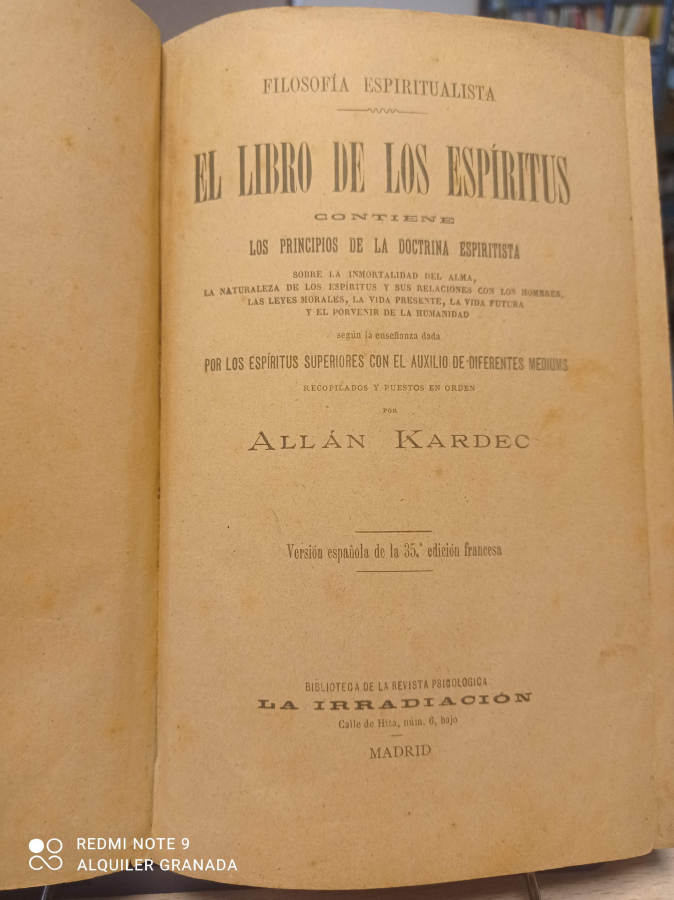 FILOSOFÍA ESPIRITUALISTA
EL LIBRO DE LOS ESPÍRITUS
CONTIENE
LOS PRINCIPIOS DE LA DOCTRINA ESPIRITISTA
SOBRE LA INMORTALIDAD DEL ALMA,
LA NATURALEZA DE LOS ESPÍRITUS Y SUS RELACIONES CON LOS HOMBRES,
LAS LEYES MORALES, LA VIDA PRESENTE, LA VIDA FUTURA
Y EL PORVENIR DE LA HUMANIDAD
según la enseñanza dada
POR LOS ESPÍRITUS SUPERIORES CON EL AUXILIO DE DIFERENTES MEDIUMS
RECOPILADOS Y PUESTOS EN ORDEN
POR
ALLÁN KARDEC
Versión española de la 35.ª edición francesa
BIBLIOTECA DE LA REVISTA PSICOLÓGICA
LA IRRADIACIÓN
Calle de Hita, núm. 6, bajo
MADRID
REDMI NOTE 9
ALQUILER GRANADA